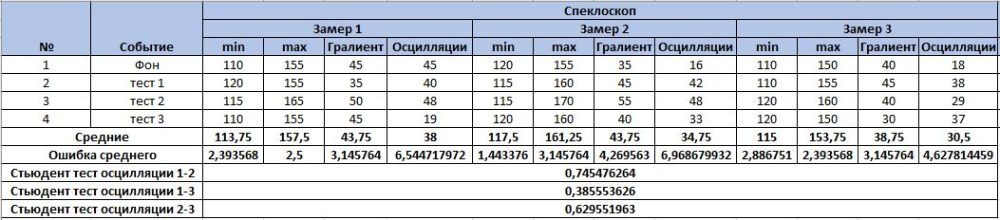 Спеклоскоп
№ Событие Замер 1 Замер 2 Замер 3
min max Гралиент Осцилляции min max Гралиент Осцилляции min max Гралиент Осцилляции
1 Фон 110 155 45 45 120 155 35 16 110 150 40 18
2 тест 1 120 155 35 40 115 160 45 42 110 155 45 38
3 тест 2 115 165 50 48 115 170 55 48 120 160 40 29
4 тест 3 110 155 45 19 120 160 40 33 120 150 30 37
Средние 113,75 157,5 43,75 38 117,5 161,25 43,75 34,75 115 153,75 38,75 30,5
Ошибка среднего 2,393568 2,5 3,145764 6,544717972 1,443376 3,145764 4,269563 6,968679932 2,886751 2,393568 3,145764 4,627814459
Стьюдент тест осцилляции 1-2 0,745476264
Стьюдент тест осцилляции 1-3 0,385553626
Стьюдент тест осцилляции 2-3 0,629551963